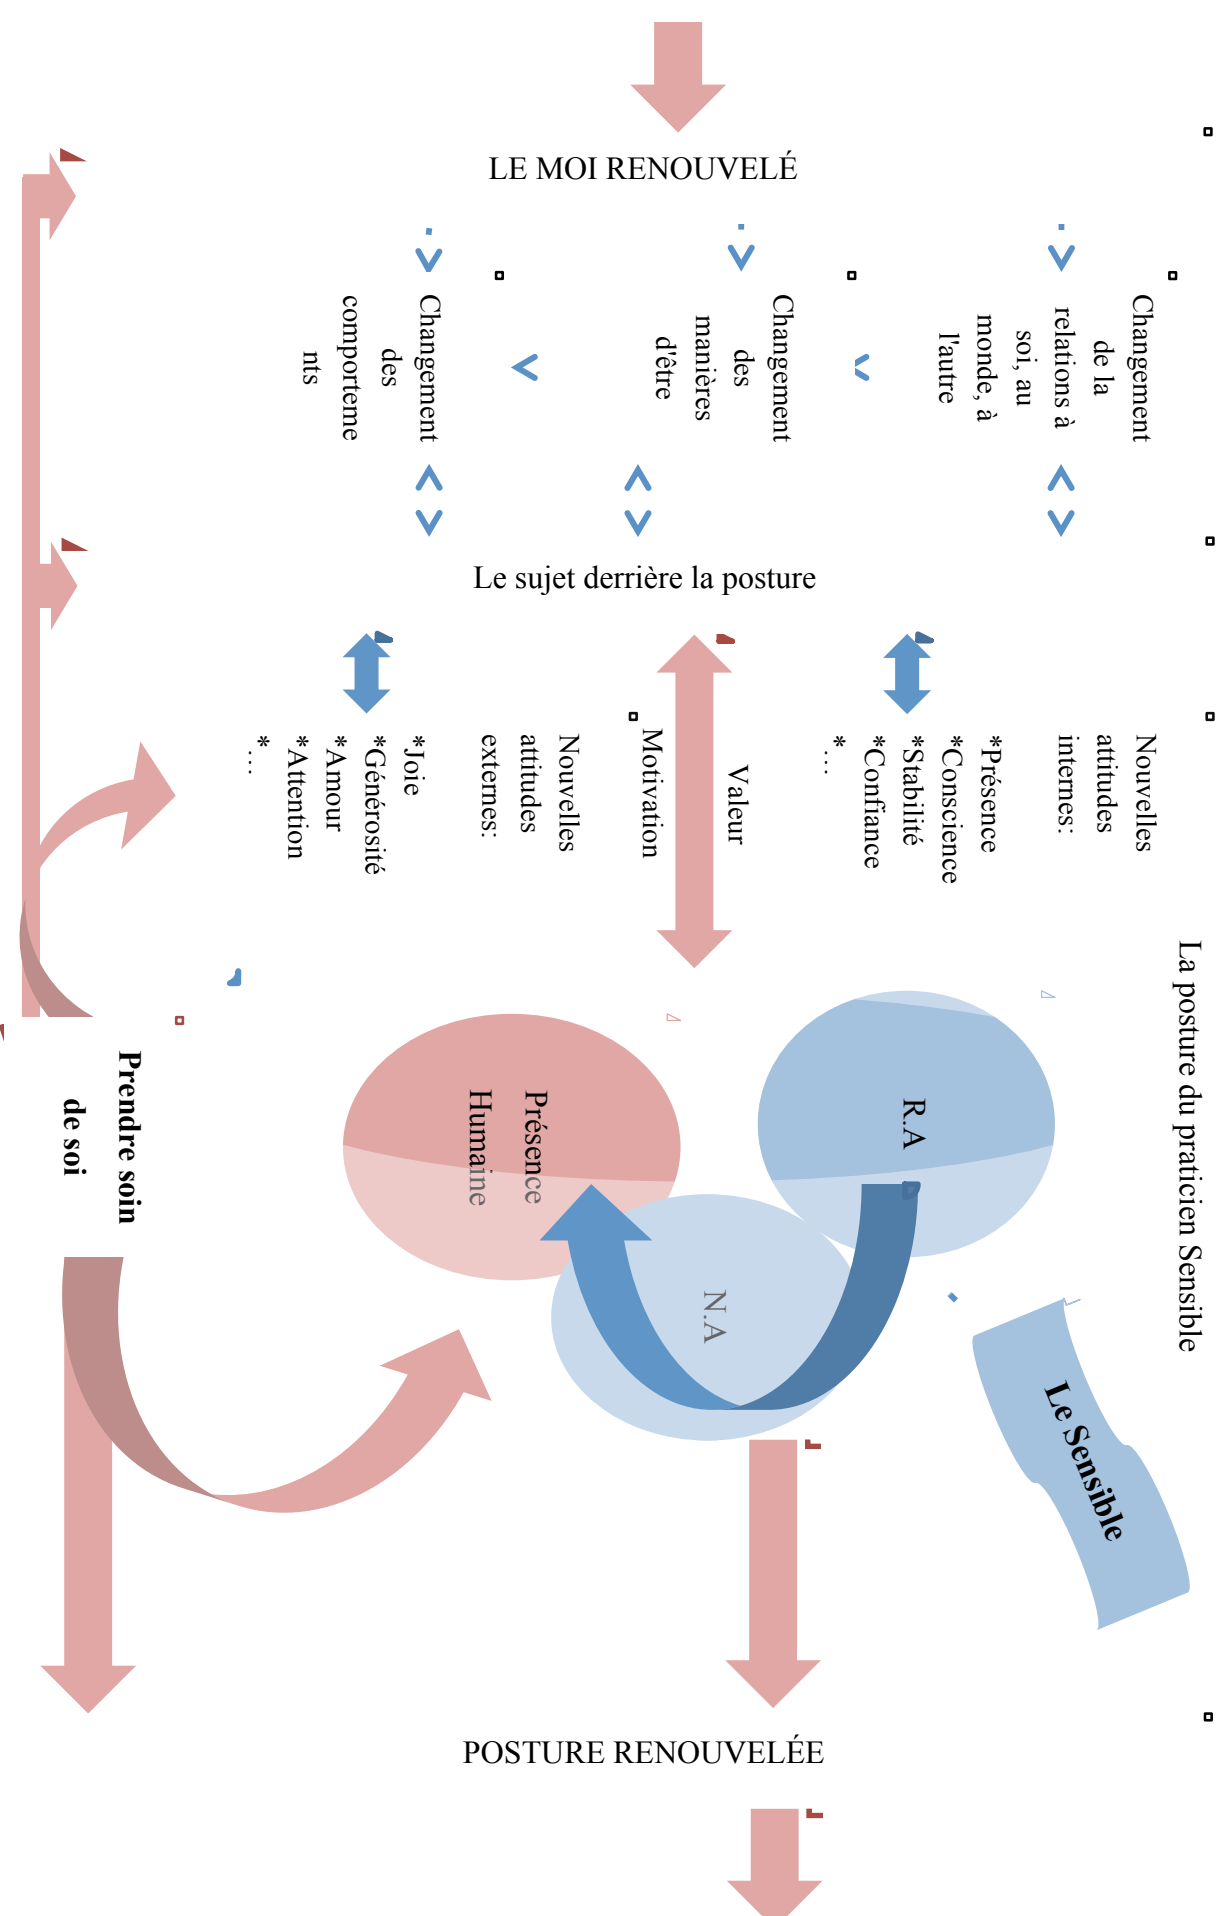 LE MOI RENOUVELÉ
Changement
de la
relations à
soi, au
monde, à
l'autre
Changement
des
manières
d'être
Changement
des
comporteme
nts
Le sujet derrière la posture
Nouvelles
attitudes
internes:
*Présence
*Conscience
*Stabilité
*Confiance
*…
Valeur
Motivation
Nouvelles
attitudes
externes:
*Joie
*Générosité
*Amour
*Attention
*…
La posture du praticien Sensible
R.A
Présence
Humaine
N.A
Le Sensible
Prendre soin
de soi
POSTURE RENOUVELÉE